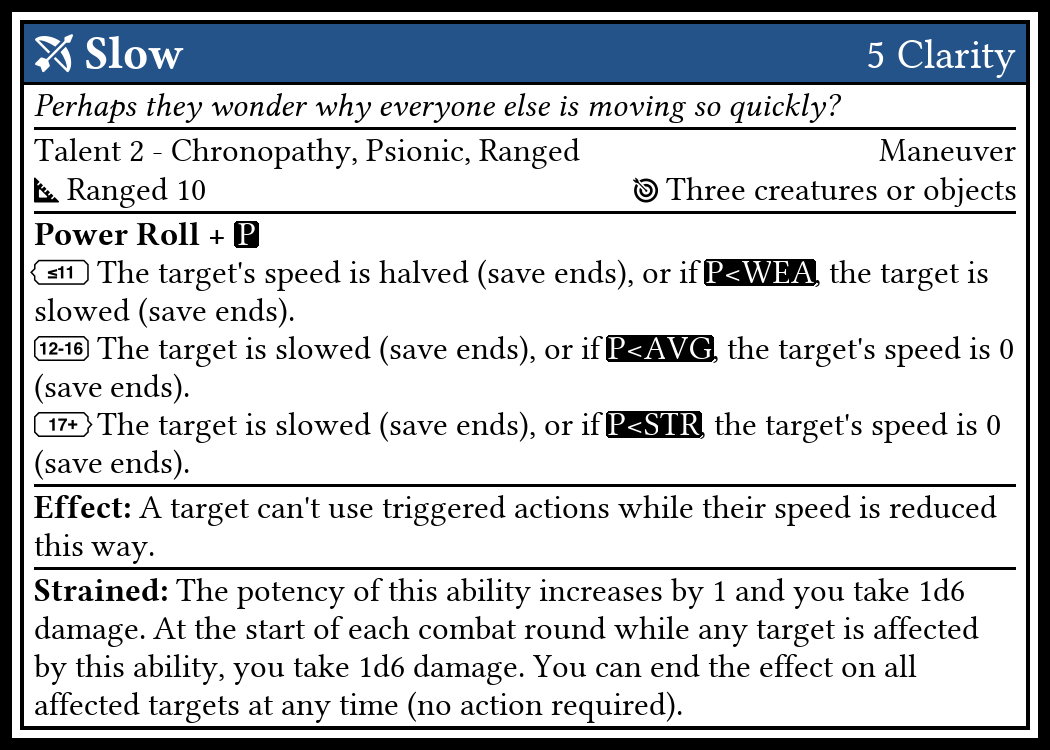 Slow 5 Clarity
Perhaps they wonder why everyone else is moving so quickly?
Talent 2 - Chronopathy, Psionic, Ranged Maneuver
Ranged 10 Three creatures or objects
Power Roll + P
≤11 The target's speed is halved (save ends), or if P<WEA, the target is
slowed (save ends).
12-16 The target is slowed (save ends), or if P<AVG, the target's speed is 0
(save ends).
17+ The target is slowed (save ends), or if P<STR, the target's speed is 0
(save ends).
Effect: A target can't use triggered actions while their speed is reduced
this way.
Strained: The potency of this ability increases by 1 and you take 1d6
damage. At the start of each combat round while any target is affected
by this ability, you take 1d6 damage. You can end the effect on all
affected targets at any time (no action required).